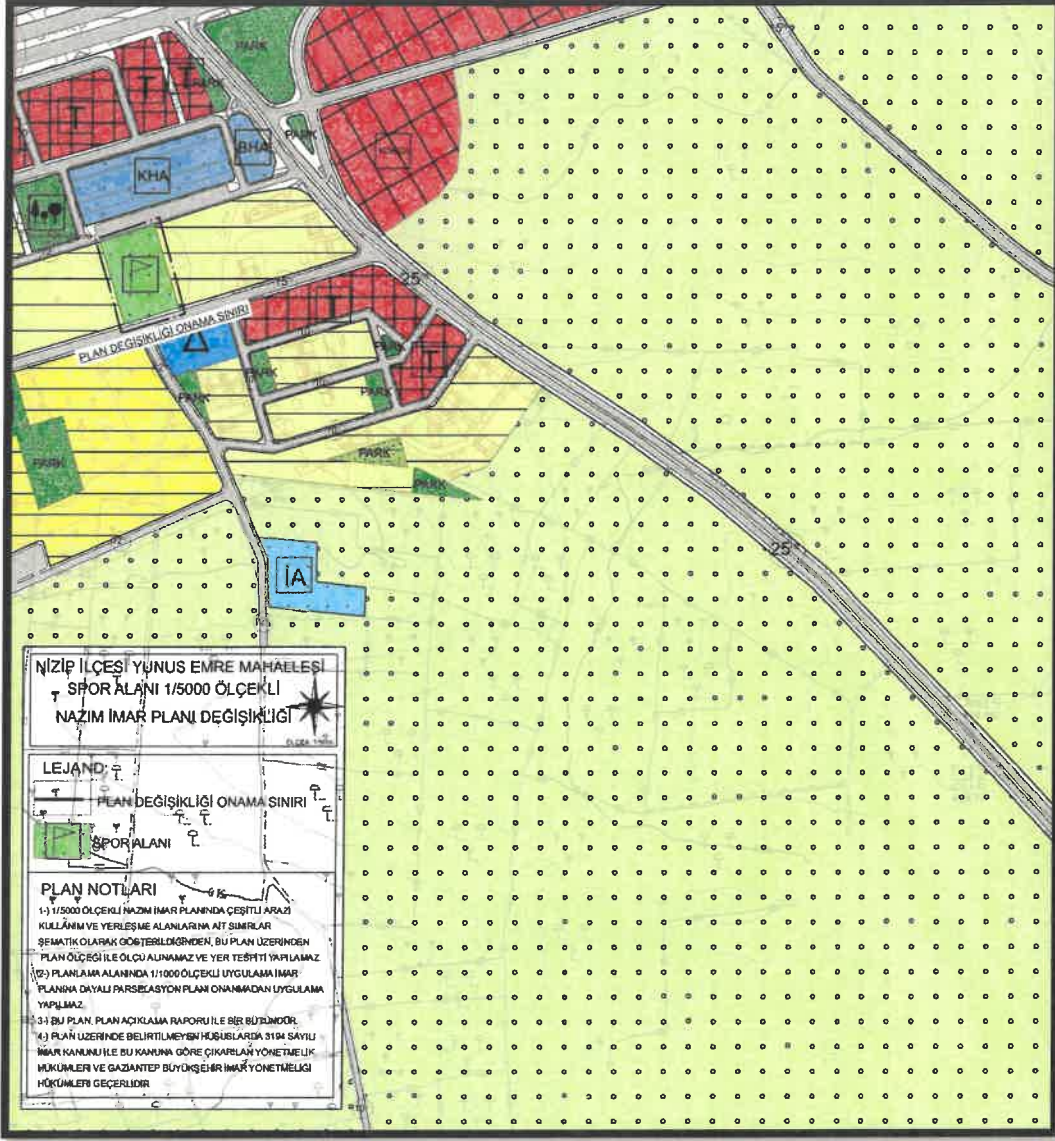 PARK
T
T
T
PARK
BHA
PARK
KHA
25
15
T
PLAN DEĞİŞİKLİĞİ ONAMA SINIRI
PARK
T
PARK
PARK
PARK
PARK
PARK
PARK
25
İA
NİZİP İLÇESİ YUNUS EMRE MAHALLESİ
SPOR ALANI 1/5000 ÖLÇEKLİ
NAZIM İMAR PLANI DEĞİŞİKLİĞİ
LEJAND:
PLAN DEĞİŞİKLİĞİ ONAMA SINIRI
SPOR ALANI
PLAN NOTLARI
1-) 1/5000 ÖLÇEKLİ NAZIM İMAR PLANINDA ÇEŞİTLİ ARAZİ
KULLANIM VE YERLEŞME ALANLARINA AİT SINIRLAR
ŞEMATİK OLARAK GÖSTERİLDİĞİNDEN, BU PLAN ÜZERİNDEN
PLAN ÖLÇEĞİ İLE ÖLÇÜ ALINAMAZ VE YER TESPİTİ YAPILAMAZ
2-) PLANLAMA ALANINDA 1/1000 ÖLÇEKLİ UYGULAMA İMAR
PLANINA DAYALI PARSELASYON PLANI ONANMADAN UYGULAMA
YAPILMAZ
3-) BU PLAN, PLAN AÇIKLAMA RAPORU İLE BİR BÜTÜNDÜR.
4-) PLAN ÜZERİNDE BELİRTİLMEYEN HUSUSLARDA 3194 SAYILI
İMAR KANUNU İLE BU KANUNA GÖRE ÇIKARILAN YÖNETMELİK
HÜKÜMLERİ VE GAZİANTEP BÜYÜKŞEHİR İMAR YÖNETMELİĞİ
HÜKÜMLERİ GEÇERLİDİR